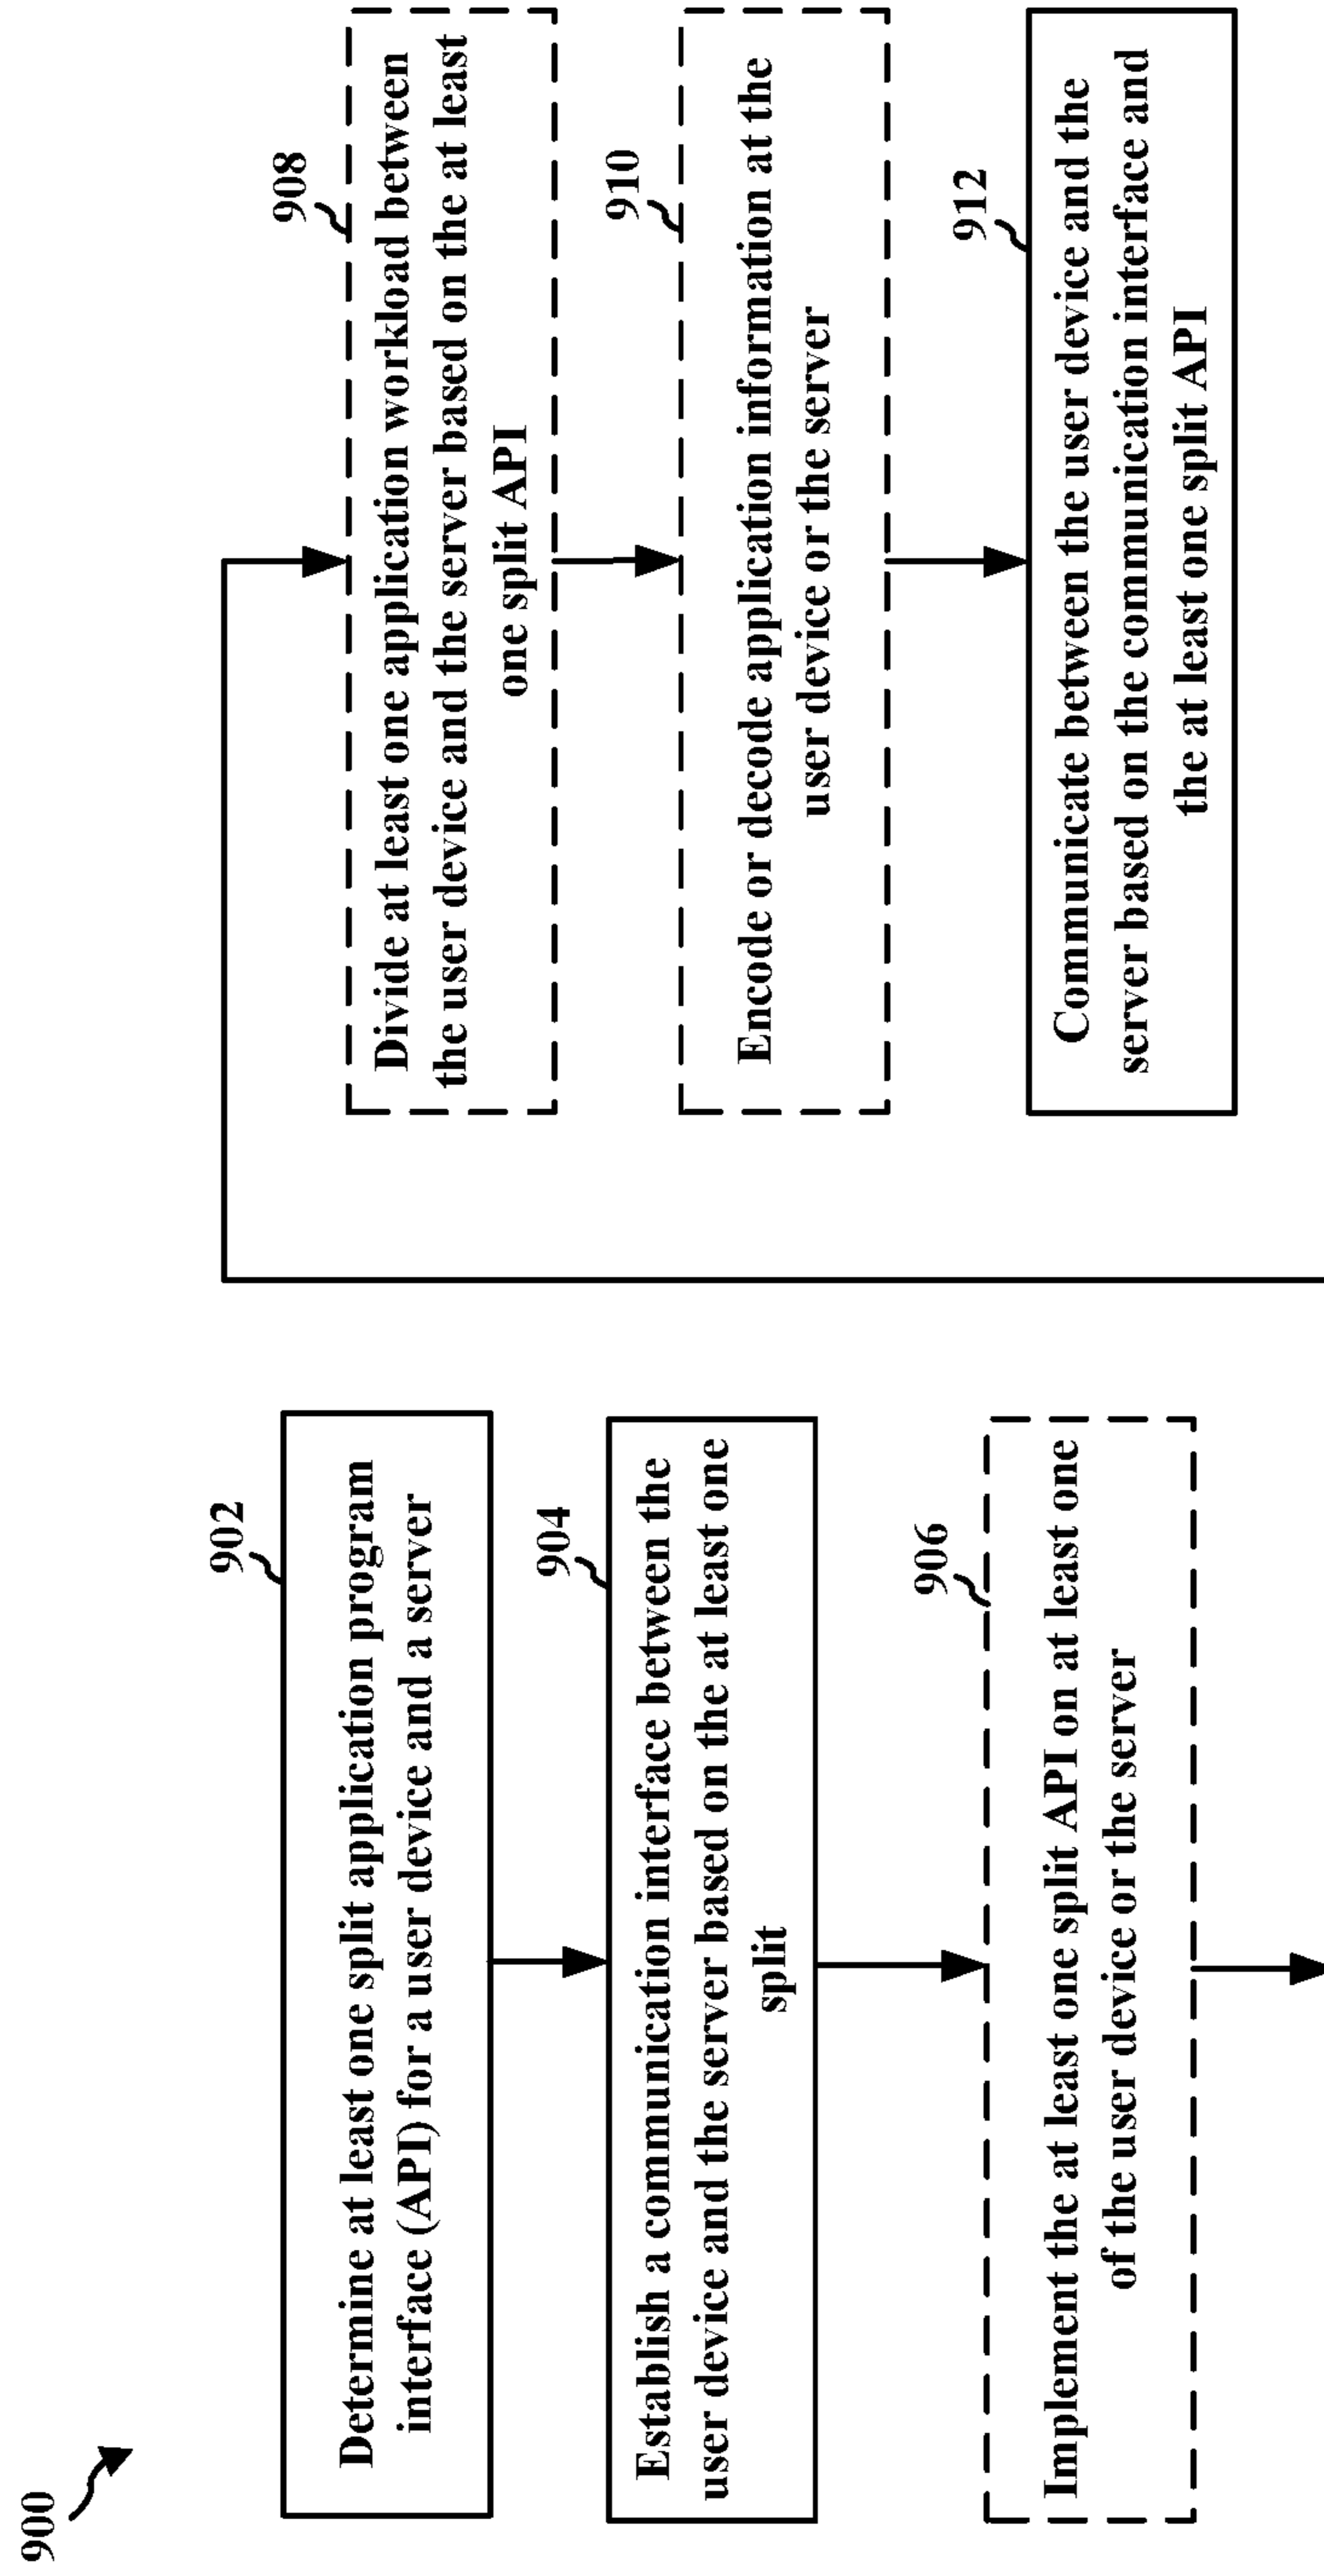 900
902
Determine at least one split application program
interface (API) for a user device and a server
904
Establish a communication interface between the
user device and the server based on the at least one
split
906
Implement the at least one split API on at least one
of the user device or the server
908
Divide at least one application workload between
the user device and the server based on the at least
one split API
910
Encode or decode application information at the
user device or the server
912
Communicate between the user device and the
server based on the communication interface and
the at least one split API